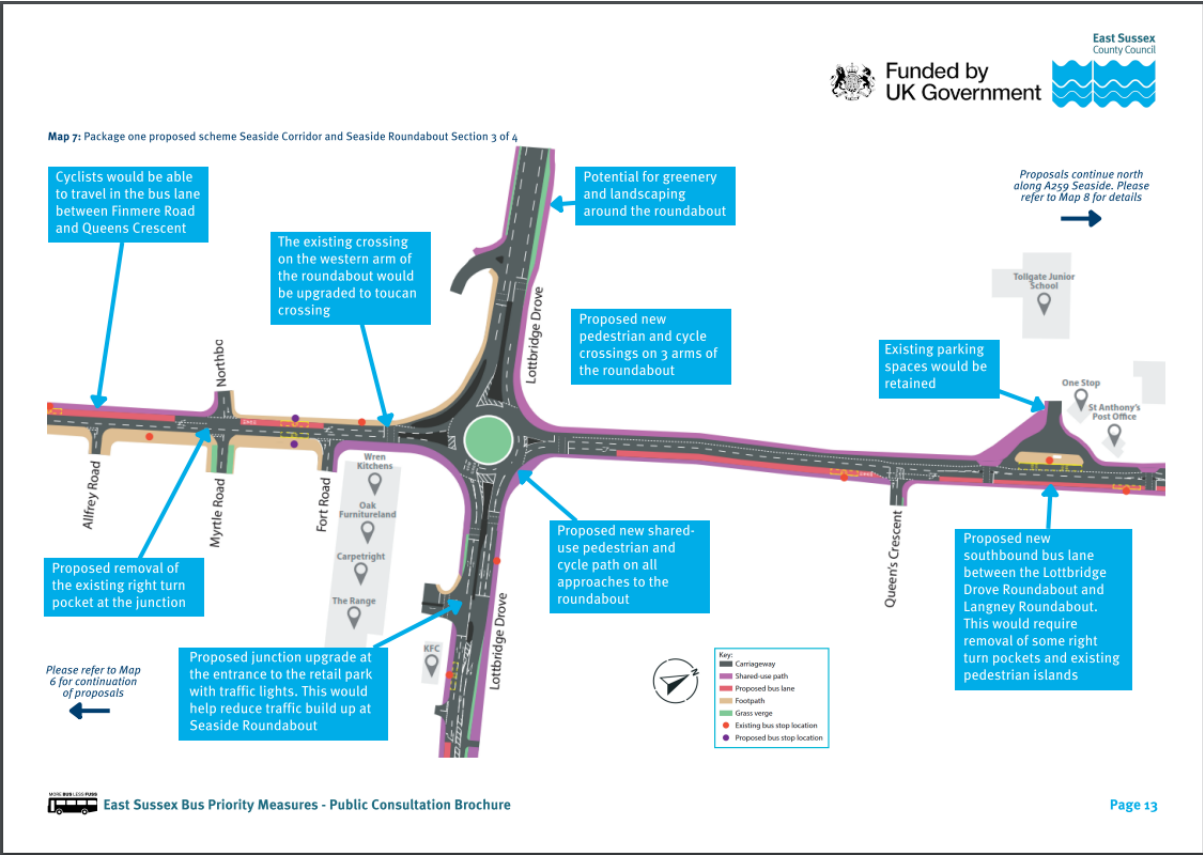 East Sussex
County Council
Funded by
UK Government
Map 7: Package one proposed scheme Seaside Corridor and Seaside Roundabout Section 3 of 4
Cyclists would be able
to travel in the bus lane
between Finmere Road
and Queens Crescent
The existing crossing
on the western arm of
the roundabout would
be upgraded to toucan
crossing
Potential for greenery
and landscaping
around the roundabout
Proposals continue north
along A259 Seaside. Please
refer to Map 8 for details
Tollgate Junior
School
Lottbridge Drove
Proposed new
pedestrian and cycle
crossings on 3 arms of
the roundabout
Existing parking
spaces would be
retained
One Stop
St Anthony's
Post Office
Northbo
Allfrey Road
Myrtle Road
Fort Road
Wren
Kitchens
Oak
Furnitureland
Carpetright
The Range
KFC
Proposed removal of
the existing right turn
pocket at the junction
Please refer to Map
6 for continuation
of proposals
Proposed junction upgrade at
the entrance to the retail park
with traffic lights. This would
help reduce traffic build up at
Seaside Roundabout
Lottbridge Drove
Proposed new shared-
use pedestrian and
cycle path on all
approaches to the
roundabout
Queen's Crescent
Proposed new
southbound bus lane
between the Lottbridge
Drove Roundabout and
Langney Roundabout.
This would require
removal of some right
turn pockets and existing
pedestrian islands
N
Key:
Carriageway
Shared-use path
Proposed bus lane
Footpath
Grass verge
Existing bus stop location
Proposed bus stop location
MORE BUS LESS FUSS
East Sussex Bus Priority Measures - Public Consultation Brochure
Page 13